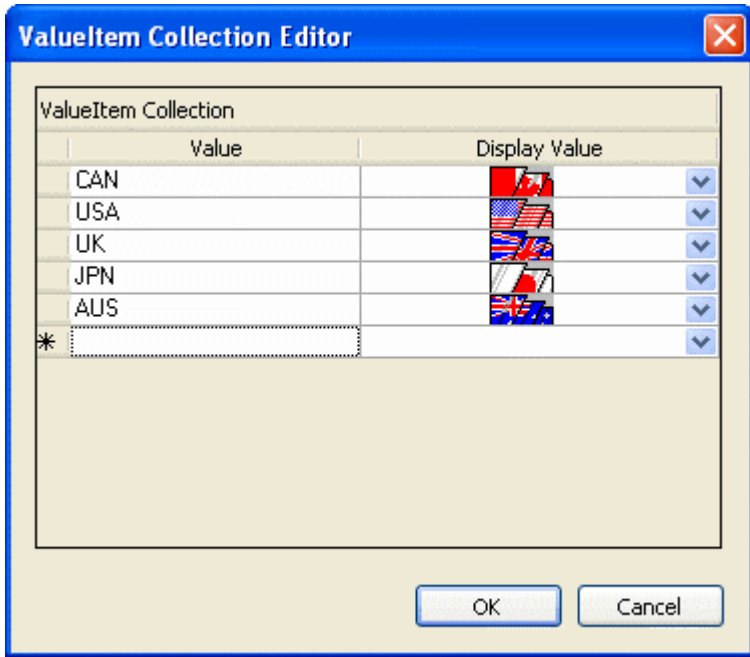 ValueItem Collection Editor
ValueItem Collection
Value Display Value
CAN
USA
UK
JPN
AUS
*
OK Cancel